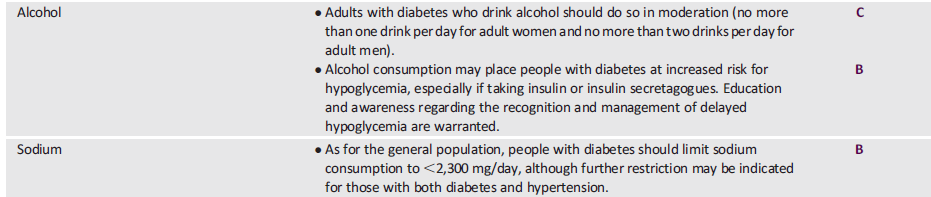 Alcohol • Adults with diabetes who drink alcohol should do so in moderation (no more C
than one drink per day for adult women and no more than two drinks per day for
adult men).
• Alcohol consumption may place people with diabetes at increased risk for B
hypoglycemia, especially if taking insulin or insulin secretagogues. Education
and awareness regarding the recognition and management of delayed
hypoglycemia are warranted.
Sodium • As for the general population, people with diabetes should limit sodium B
consumption to <2,300 mg/day, although further restriction may be indicated
for those with both diabetes and hypertension.